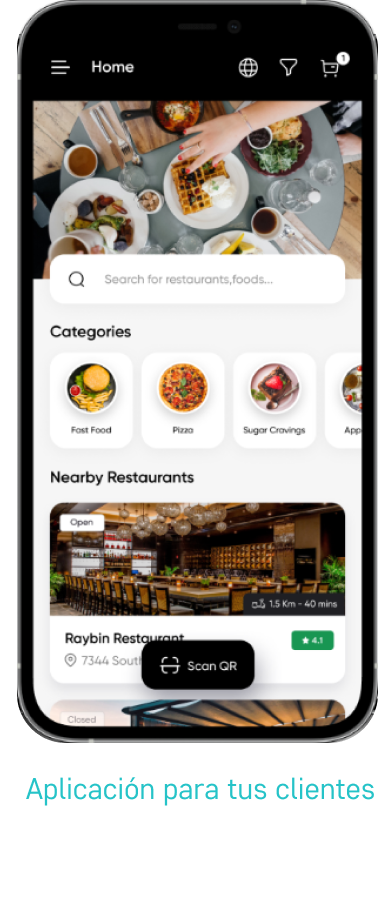 Home
1
Search for restaurants,foods...
Categories
Fast Food
Pizza
Sugar Cravings
App
Nearby Restaurants
Open
1.5 Km - 40 mins
Raybin Restaurant
4.1
7344 South
Scan QR
Closed
Aplicación para tus clientes